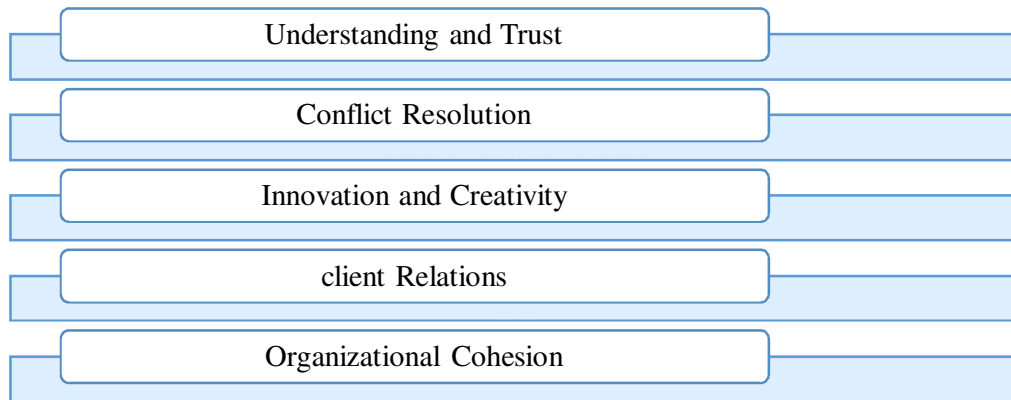 Understanding and Trust
Conflict Resolution
Innovation and Creativity
client Relations
Organizational Cohesion